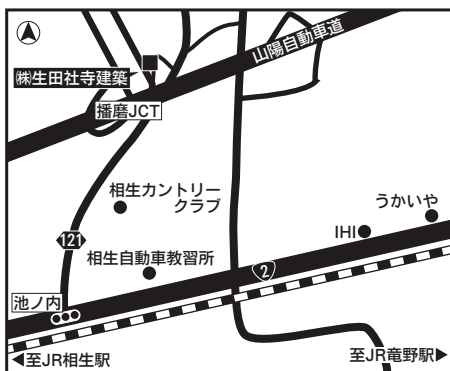 山陽自動車道
㈱生田社寺建築
播磨JCT
相生カントリー
クラブ
うかいや
IHI
121
相生自動車教習所
2
池ノ内
◀至JR相生駅
至JR竜野駅▶